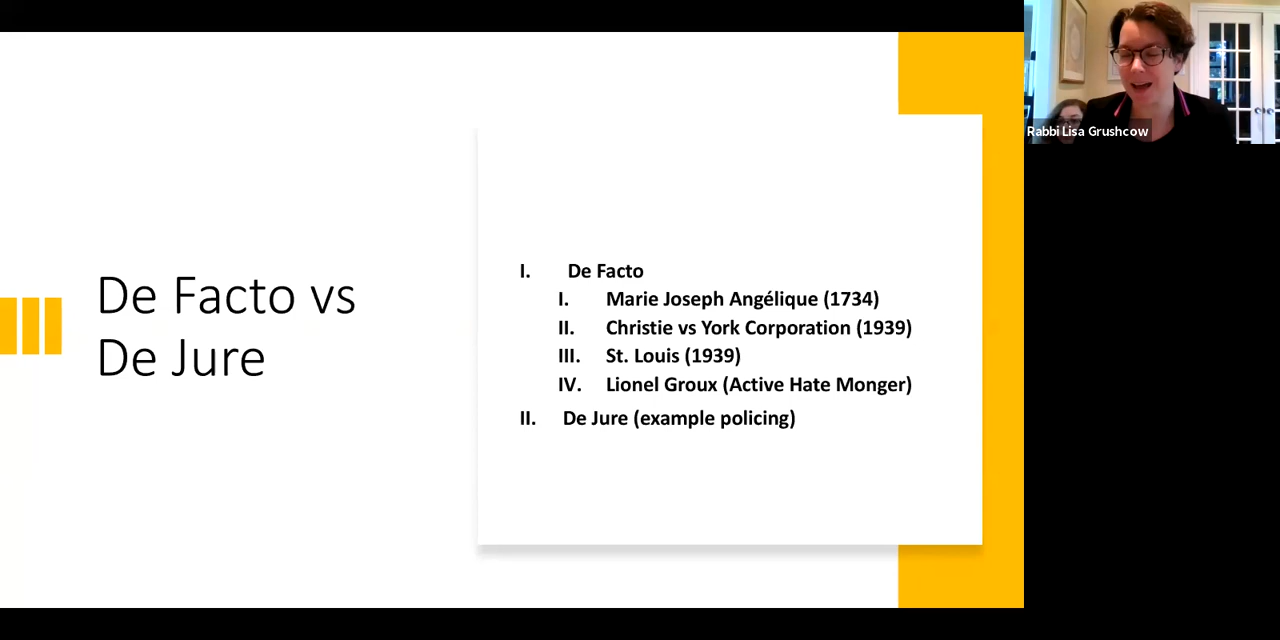 De Facto vs
De Jure
I. De Facto
I. Marie Joseph Angélique (1734)
II. Christie vs York Corporation (1939)
III. St. Louis (1939)
IV. Lionel Groux (Active Hate Monger)
II. De Jure (example policing)
Rabbi Lisa Grushcow